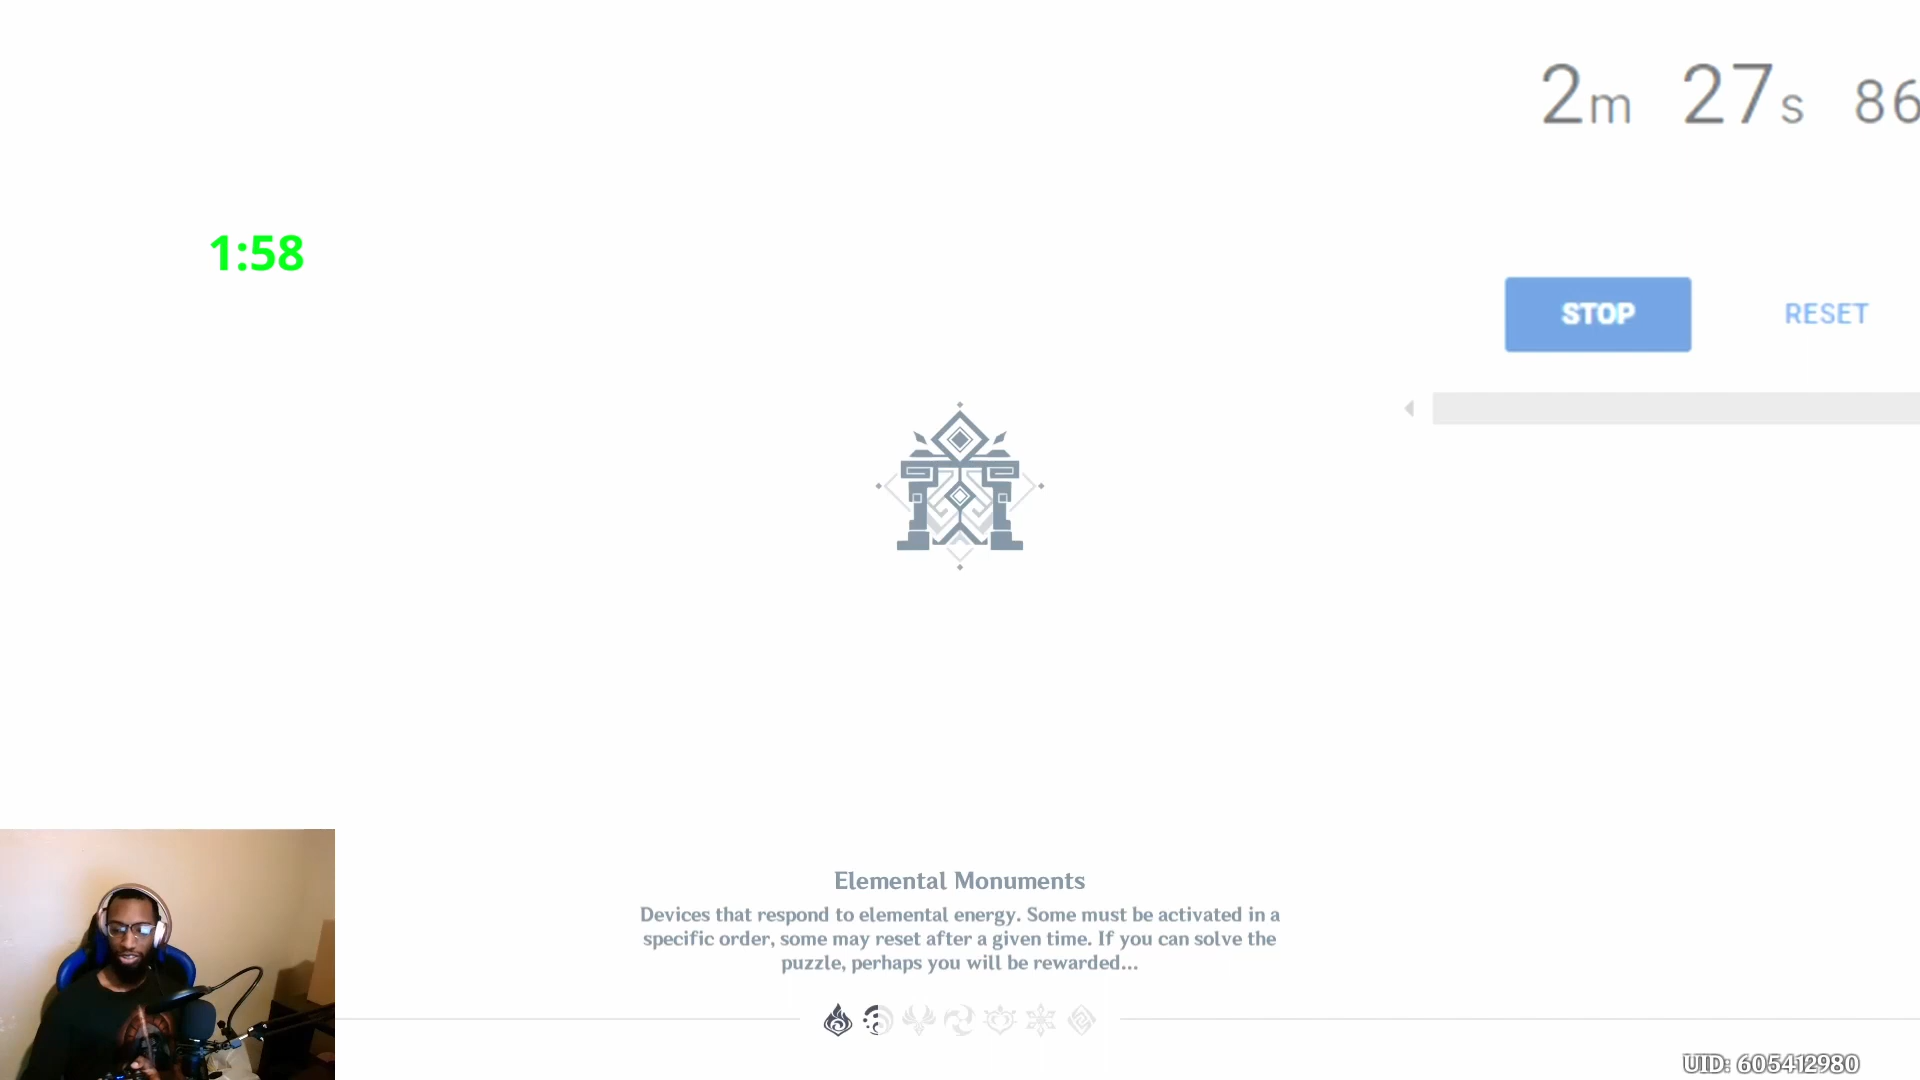 2m 27s 86
1:58
STOP RESET
Elemental Monuments
Devices that respond to elemental energy. Some must be activated in a
specific order, some may reset after a given time. If you can solve the
puzzle, perhaps you will be rewarded...
UID: 605412980